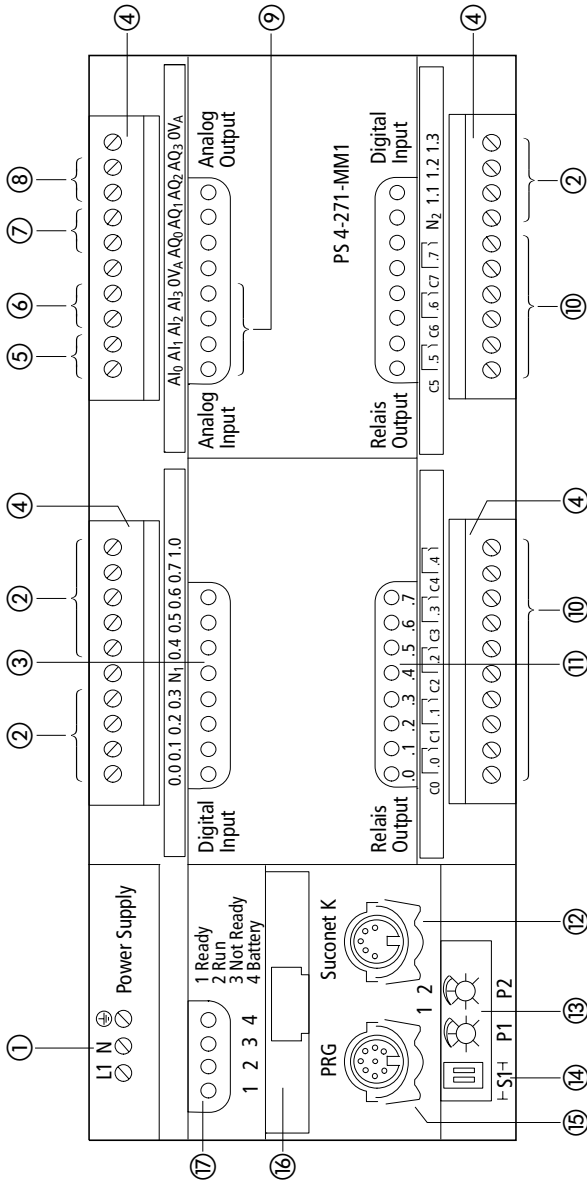 ① ② ② ⑤ ⑥ ⑦ ⑧
④ ④
L1 N
Power Supply
0.0 0.1 0.2 0.3 N₁ 0.4 0.5 0.6 0.7 1.0
AI₀ AI₁ AI₂ AI₃ 0VA AQ₀ AQ₁ AQ₂ AQ₃ 0VA
③ ⑨
⑰
1 2 3 4
1 Ready
2 Run
3 Not Ready
4 Battery
Digital
Input
Analog
Input
Analog
Output
⑯
PS 4-271-MM1
PRG
Suconet K
Relais
Output
.0 .1 .2 .3 .4 .5 .6 .7
Relais
Output
Digital
Input
C0 .0 C1 .1 C2 .2 C3 .3 C4 .4
C5 .5 C6 .6 C7 .7 N₂ 1.1 1.2 1.3
1 2
S1 P1 P2
⑮ ⑭ ⑬ ⑫ ⑩ ⑪ ④ ⑩ ② ④